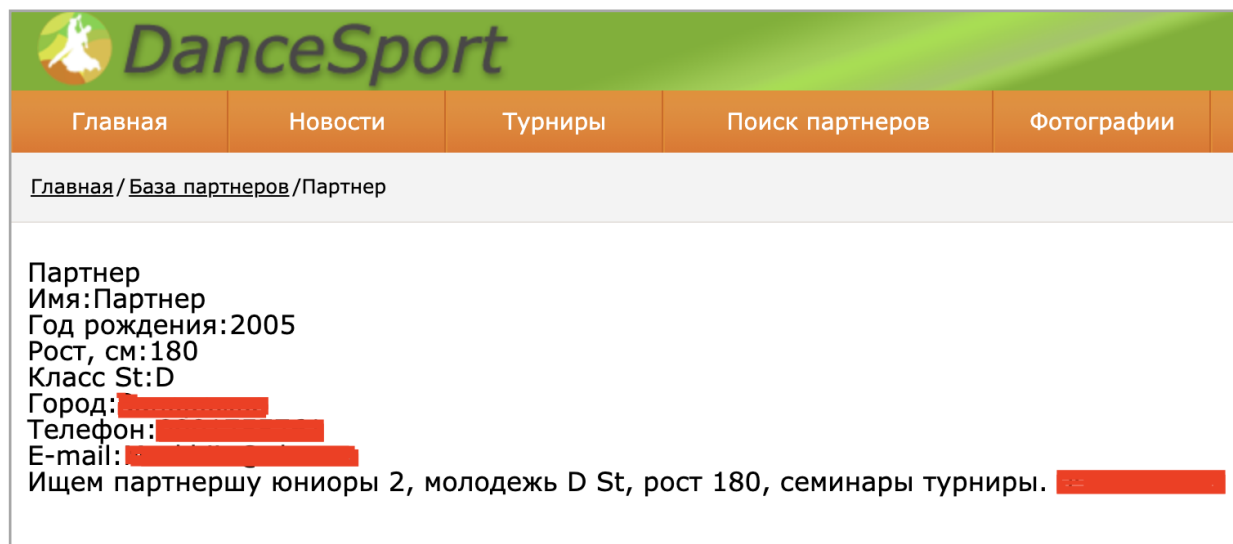 DanceSport
Главная Новости Турниры Поиск партнеров Фотографии
Главная / База партнеров /Партнер
Партнер
Имя:Партнер
Год рождения:2005
Рост, см:180
Класс St:D
Город:
Телефон:
E-mail:
Ищем партнершу юниоры 2, молодежь D St, рост 180, семинары турниры.